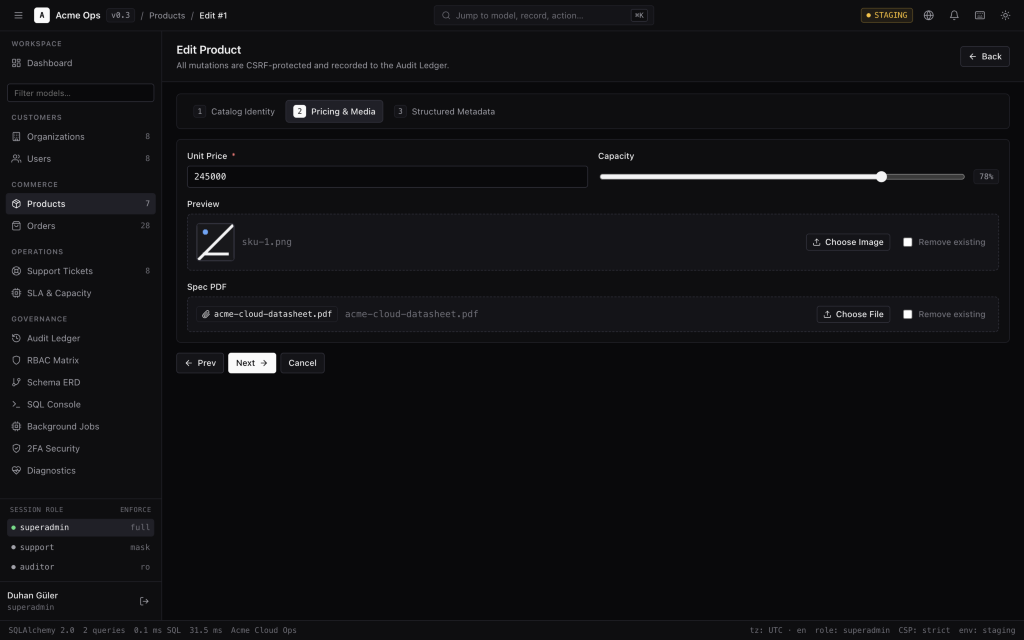 A Acme Ops v0.3 / Products / Edit #1 Jump to model, record, action... ⌘K STAGING
WORKSPACE
Dashboard
Filter models...
CUSTOMERS
Organizations 8
Users 8
COMMERCE
Products 7
Orders 28
OPERATIONS
Support Tickets 8
SLA & Capacity
GOVERNANCE
Audit Ledger
RBAC Matrix
Schema ERD
SQL Console
Background Jobs
2FA Security
Diagnostics
SESSION ROLE ENFORCE
superadmin full
support mask
auditor ro
Duhan Güler
superadmin
Edit Product
All mutations are CSRF-protected and recorded to the Audit Ledger.
← Back
1 Catalog Identity 2 Pricing & Media 3 Structured Metadata
Unit Price * Capacity
245000 78%
Preview
sku-1.png Choose Image Remove existing
Spec PDF
acme-cloud-datasheet.pdf acme-cloud-datasheet.pdf Choose File Remove existing
← Prev Next → Cancel
SQLAlchemy 2.0 2 queries 0.1 ms SQL 31.5 ms Acme Cloud Ops tz: UTC · en role: superadmin CSP: strict env: staging